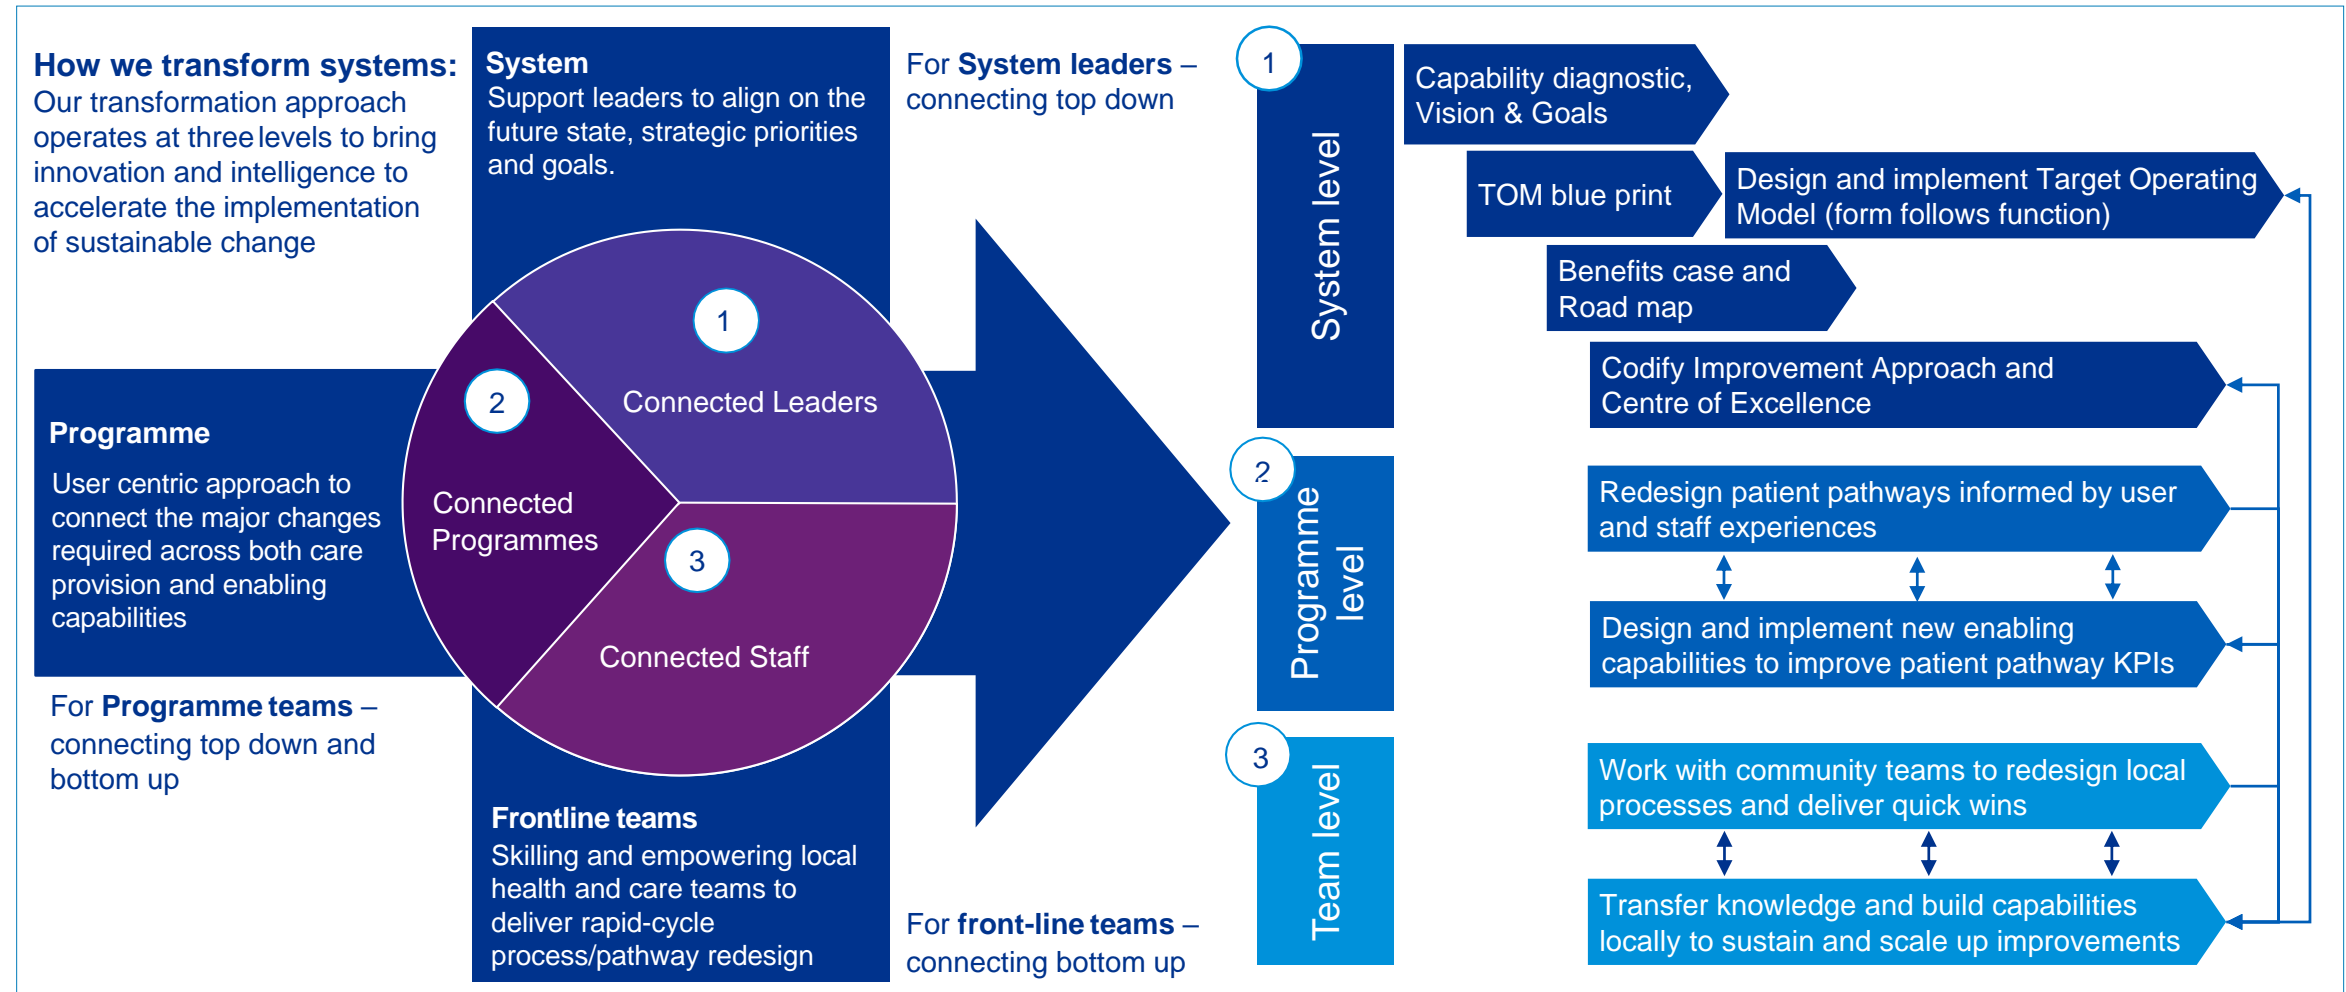 How we transform systems:
Our transformation approach
operates at three levels to bring
innovation and intelligence to
accelerate the implementation
of sustainable change
System
Support leaders to align on the
future state, strategic priorities
and goals.
For System leaders –
connecting top down
Programme
User centric approach to
connect the major changes
required across both care
provision and enabling
capabilities
For Programme teams –
connecting top down and
bottom up
1
Connected Leaders
2
Connected
Programmes
3
Connected Staff
Frontline teams
Skilling and empowering local
health and care teams to
deliver rapid-cycle
process/pathway redesign
For front-line teams –
connecting bottom up
1
System level
Capability diagnostic,
Vision & Goals
TOM blue print
Design and implement Target Operating
Model (form follows function)
Benefits case and
Road map
Codify Improvement Approach and
Centre of Excellence
2
Programme
level
Redesign patient pathways informed by user
and staff experiences
Design and implement new enabling
capabilities to improve patient pathway KPIs
3
Team level
Work with community teams to redesign local
processes and deliver quick wins
Transfer knowledge and build capabilities
locally to sustain and scale up improvements